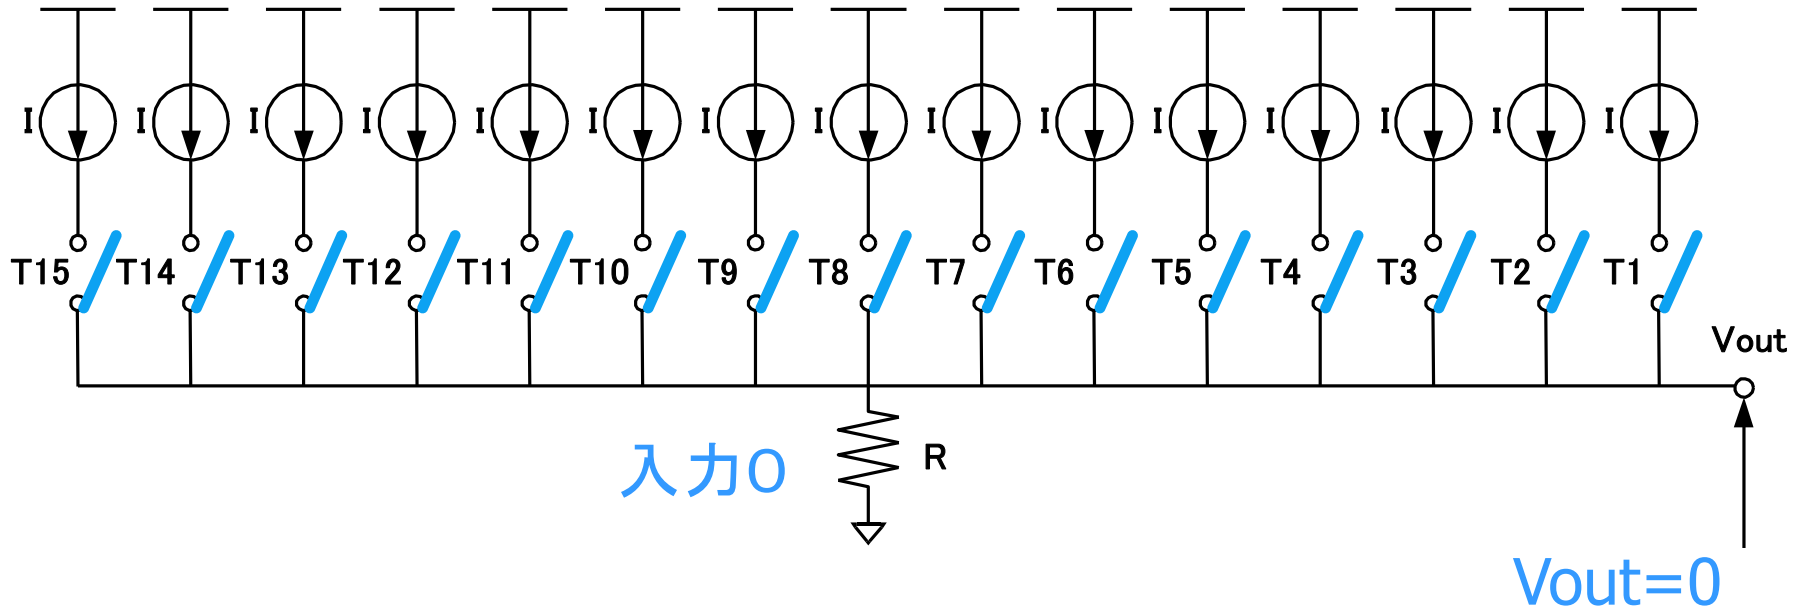 I I I I I I I I I I I I I I I
T15 T14 T13 T12 T11 T10 T9 T8 T7 T6 T5 T4 T3 T2 T1
Vout
入力0
R
Vout=0